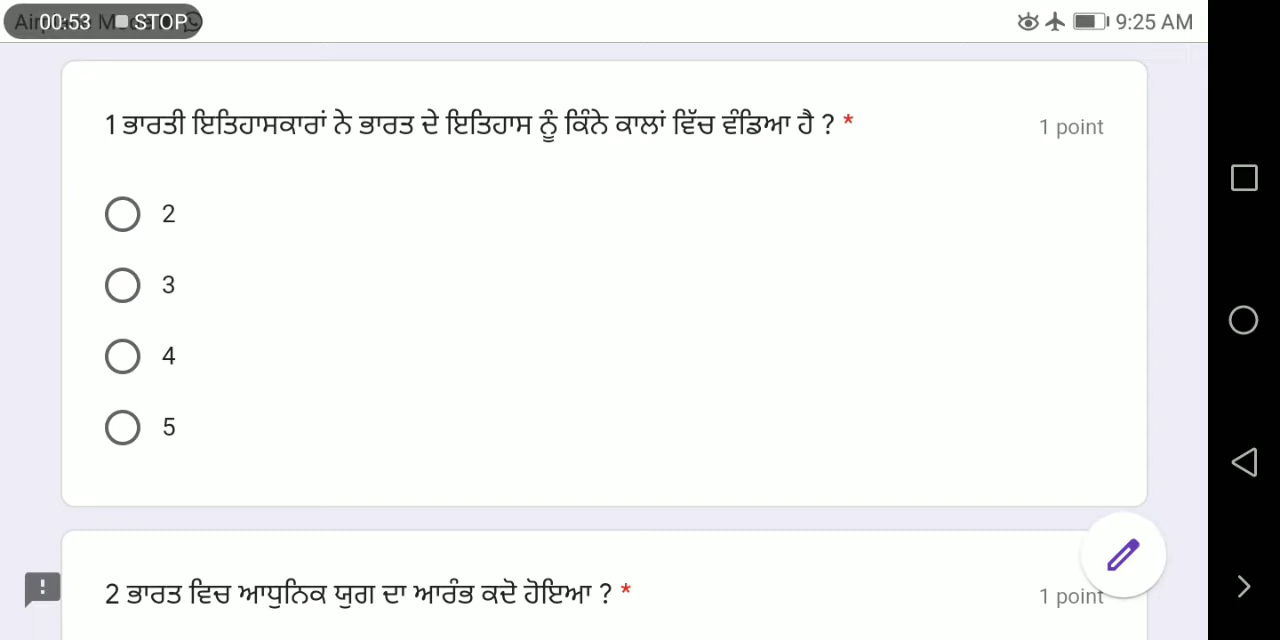 00:53 STOP
9:25 AM
1 ਭਾਰਤੀ ਇਤਿਹਾਸਕਾਰਾਂ ਨੇ ਭਾਰਤ ਦੇ ਇਤਿਹਾਸ ਨੂੰ ਕਿੰਨੇ ਕਾਲਾਂ ਵਿੱਚ ਵੰਡਿਆ ਹੈ ? *
1 point
2
3
4
5
2 ਭਾਰਤ ਵਿਚ ਆਧੁਨਿਕ ਯੁਗ ਦਾ ਆਰੰਭ ਕਦੋ ਹੋਇਆ ? *
1 point